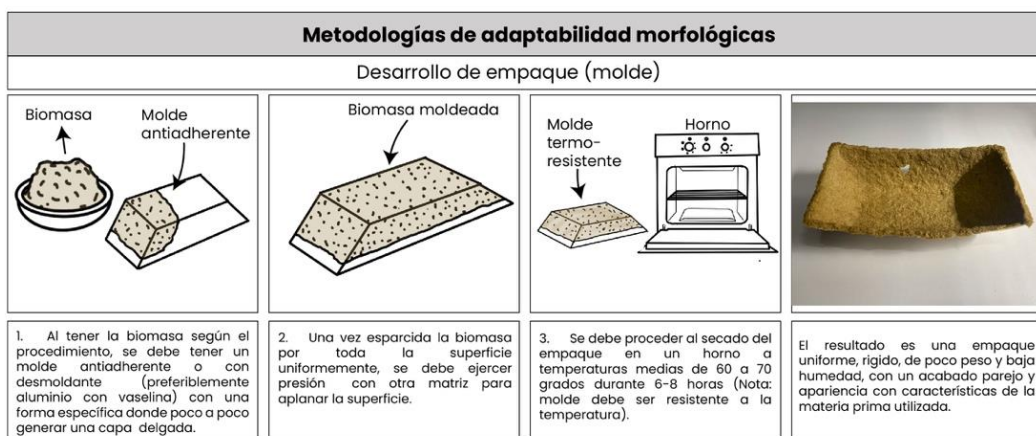 Metodologías de adaptabilidad morfológicas
Desarrollo de empaque (molde)
Biomasa
Molde
antiadherente
Biomasa moldeada
Molde
termo-
resistente
Horno
1. Al tener la biomasa según el
procedimiento, se debe tener un
molde antiadherente o con
desmoldante (preferiblemente
aluminio con vaselina) con una
forma específica donde poco a poco
generar una capa delgada.
2. Una vez esparcida la biomasa
por toda la superficie
uniformemente, se debe ejercer
presión con otra matriz para
aplanar la superficie.
3. Se debe proceder al secado del
empaque en un horno a
temperaturas medias de 60 a 70
grados durante 6-8 horas (Nota:
molde debe ser resistente a la
temperatura).
El resultado es una empaque
uniforme, rigido, de poco peso y baja
humedad, con un acabado parejo y
apariencia con características de la
materia prima utilizada.